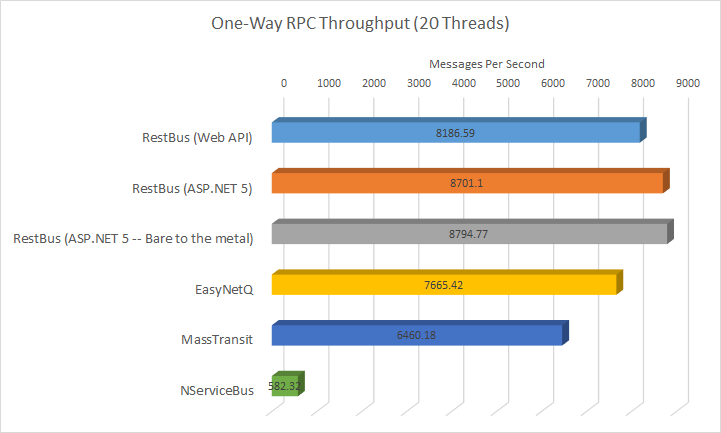 One-Way RPC Throughput (20 Threads)
Messages Per Second
0 1000 2000 3000 4000 5000 6000 7000 8000 9000
RestBus (Web API) 8186.59
RestBus (ASP.NET 5) 8701.1
RestBus (ASP.NET 5 -- Bare to the metal) 8794.77
EasyNetQ 7665.42
MassTransit 6460.18
NServiceBus 582.32